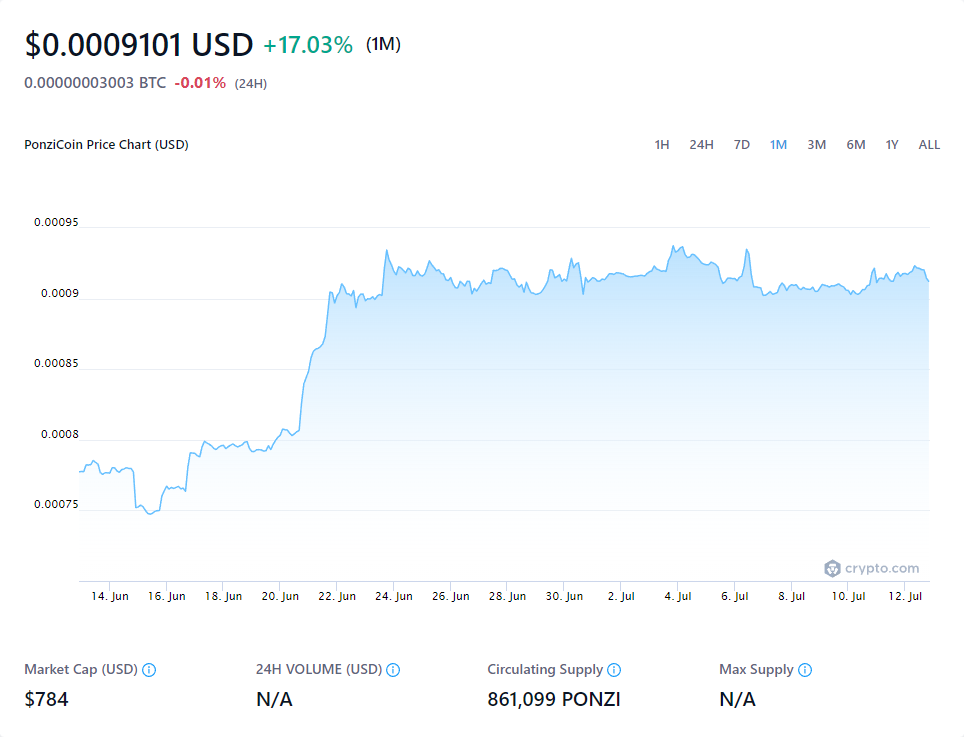 $0.0009101 USD +17.03% (1M)
0.00000003003 BTC -0.01% (24H)
PonziCoin Price Chart (USD) 1H 24H 7D 1M 3M 6M 1Y ALL
0.00095
0.0009
0.00085
0.0008
0.00075
crypto.com
14. Jun 16. Jun 18. Jun 20. Jun 22. Jun 24. Jun 26. Jun 28. Jun 30. Jun 2. Jul 4. Jul 6. Jul 8. Jul 10. Jul 12. Jul
Market Cap (USD) 24H VOLUME (USD) Circulating Supply Max Supply
$784 N/A 861,099 PONZI N/A